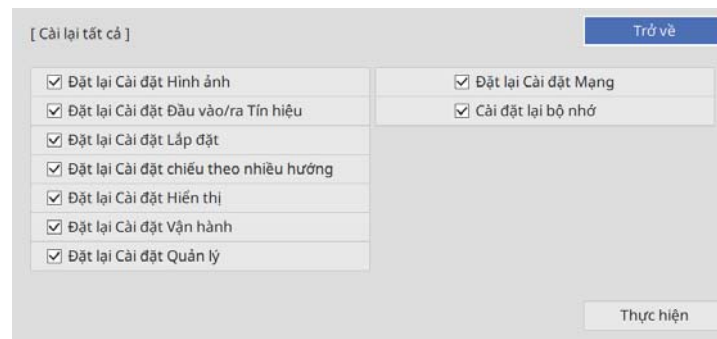 [ Cài lại tất cả ]
Trở về
Đặt lại Cài đặt Hình ảnh
Đặt lại Cài đặt Đầu vào/ra Tín hiệu
Đặt lại Cài đặt Lắp đặt
Đặt lại Cài đặt chiếu theo nhiều hướng
Đặt lại Cài đặt Hiển thị
Đặt lại Cài đặt Vận hành
Đặt lại Cài đặt Quản lý
Đặt lại Cài đặt Mạng
Cài đặt lại bộ nhớ
Thực hiện